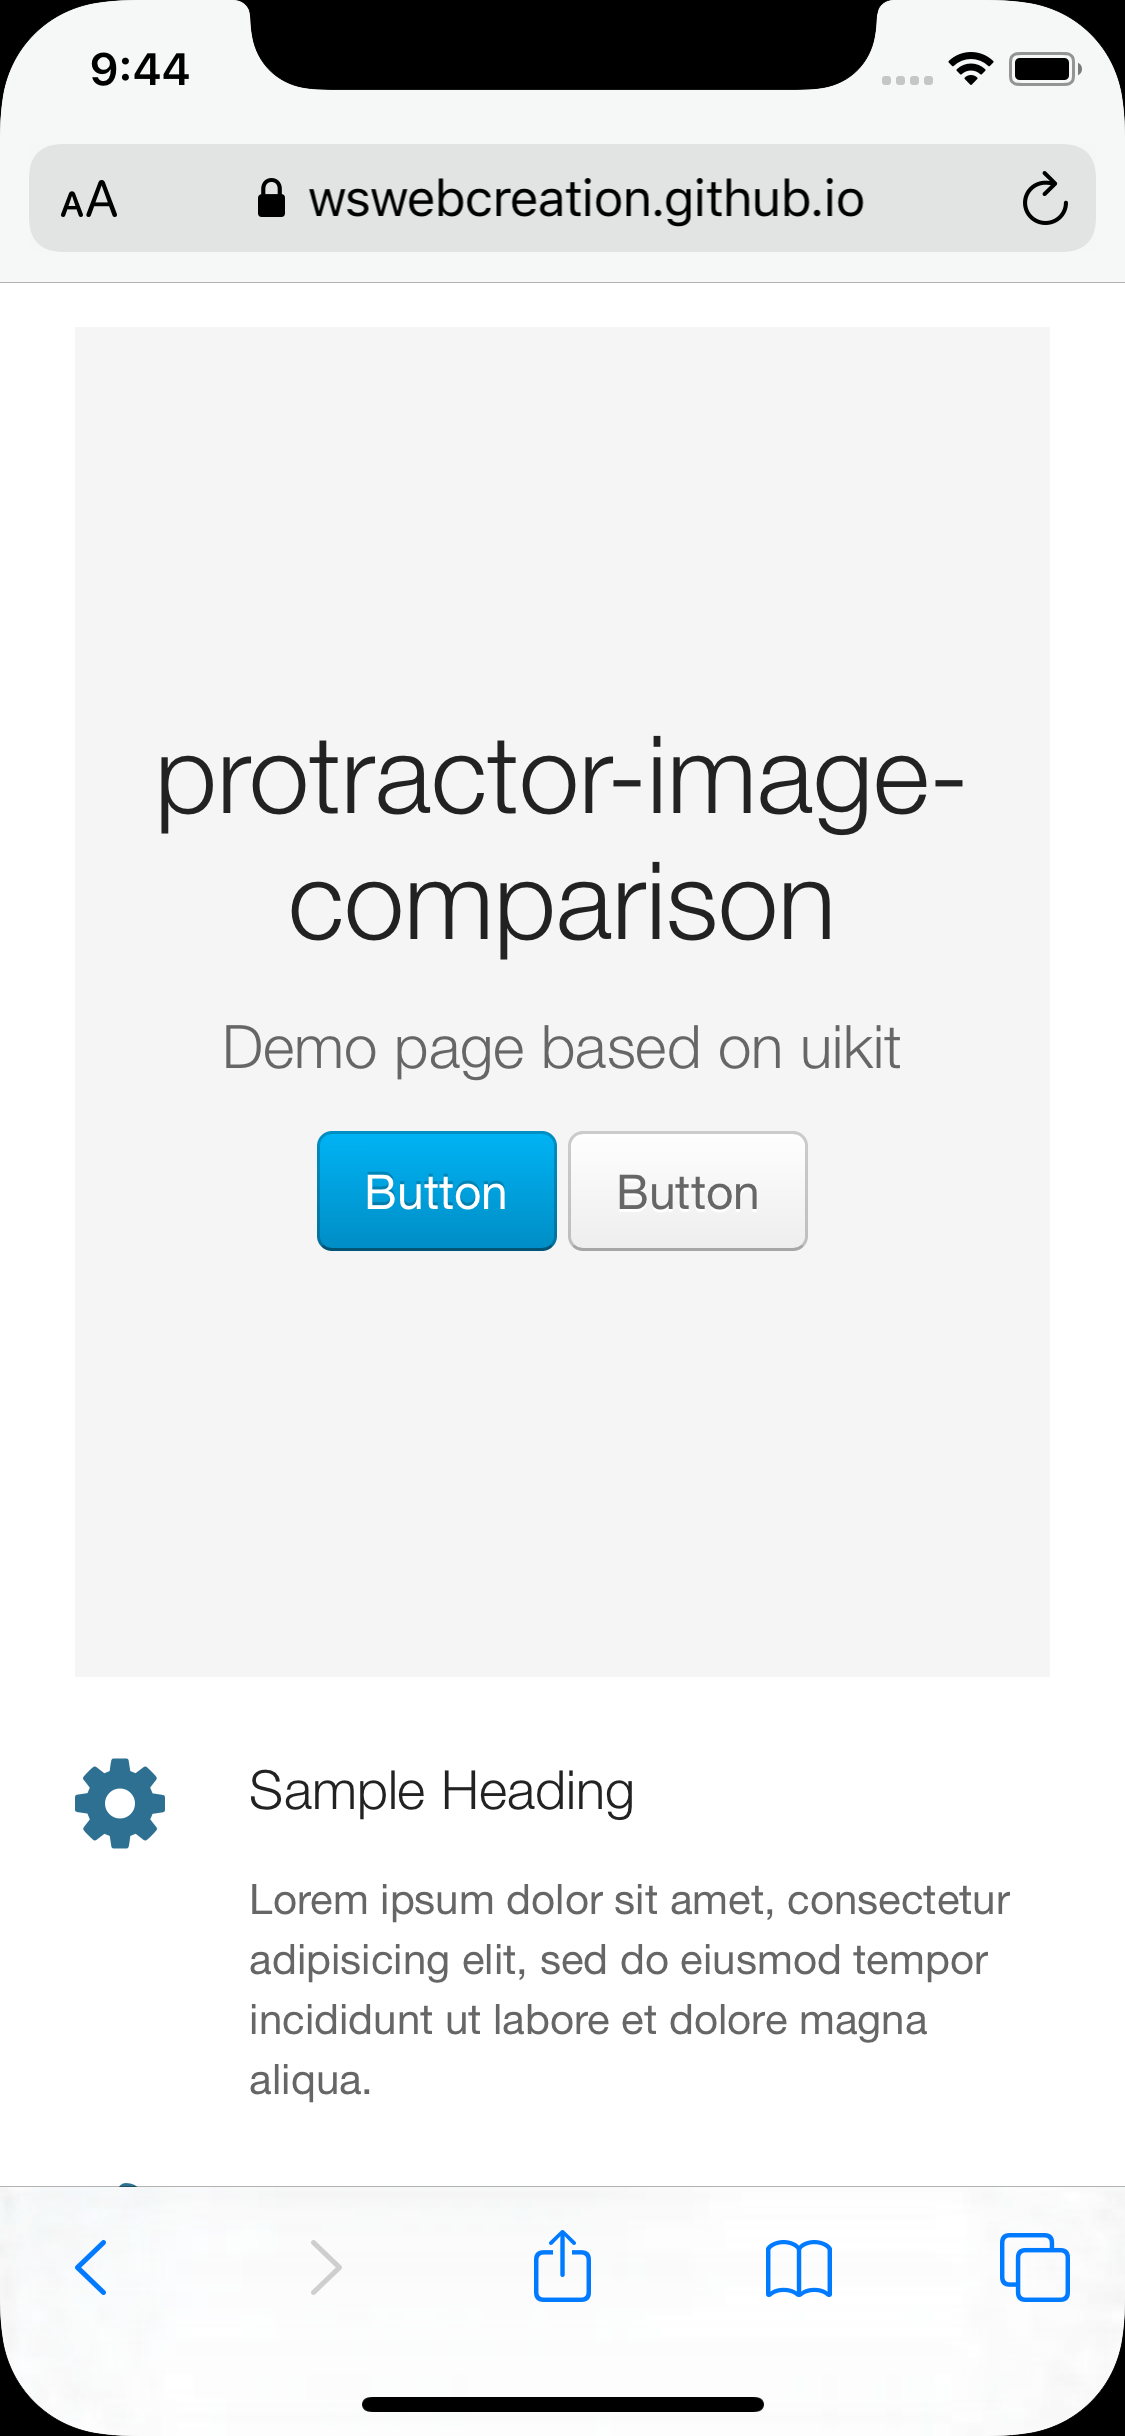 9:44
AA wswebcreation.github.io
protractor-image-
comparison
Demo page based on uikit
Button Button
Sample Heading
Lorem ipsum dolor sit amet, consectetur
adipisicing elit, sed do eiusmod tempor
incididunt ut labore et dolore magna
aliqua.